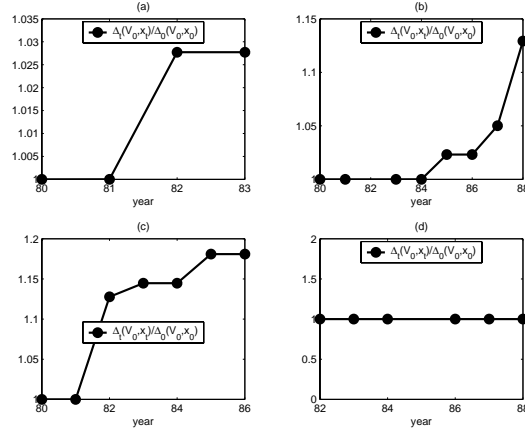 (a)
1.035
1.03
1.025
1.02
1.015
1.01
1.005
1
80 81 82 83
year
Δt(V0,xt)/Δ0(V0,x0)
(b)
1.15
1.1
1.05
1
80 82 84 86 88
year
Δt(V0,xt)/Δ0(V0,x0)
(c)
1.2
1.15
1.1
1.05
1
80 82 84 86
year
Δt(V0,xt)/Δ0(V0,x0)
(d)
2
1.5
1
0.5
0
82 84 86 88
year
Δt(V0,xt)/Δ0(V0,x0)